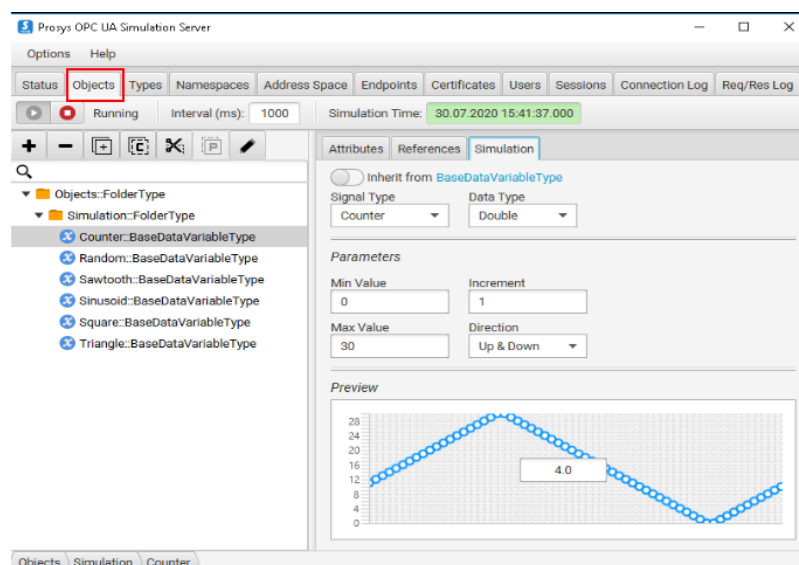 Prosys OPC UA Simulation Server
Options Help
Status Objects Types Namespaces Address Space Endpoints Certificates Users Sessions Connection Log Req/Res Log
Running Interval (ms): 1000 Simulation Time: 30.07.2020 15:41:37.000
Attributes References Simulation
Objects::FolderType
Simulation::FolderType
Counter::BaseDataVariableType
Random::BaseDataVariableType
Sawtooth::BaseDataVariableType
Sinusoid::BaseDataVariableType
Square::BaseDataVariableType
Triangle::BaseDataVariableType
Inherit from BaseDataVariableType
Signal Type Data Type
Counter Double
Parameters
Min Value Increment
0 1
Max Value Direction
30 Up & Down
Preview
28
24
20
16
12
8
4
0
4.0
Objects Simulation Counter